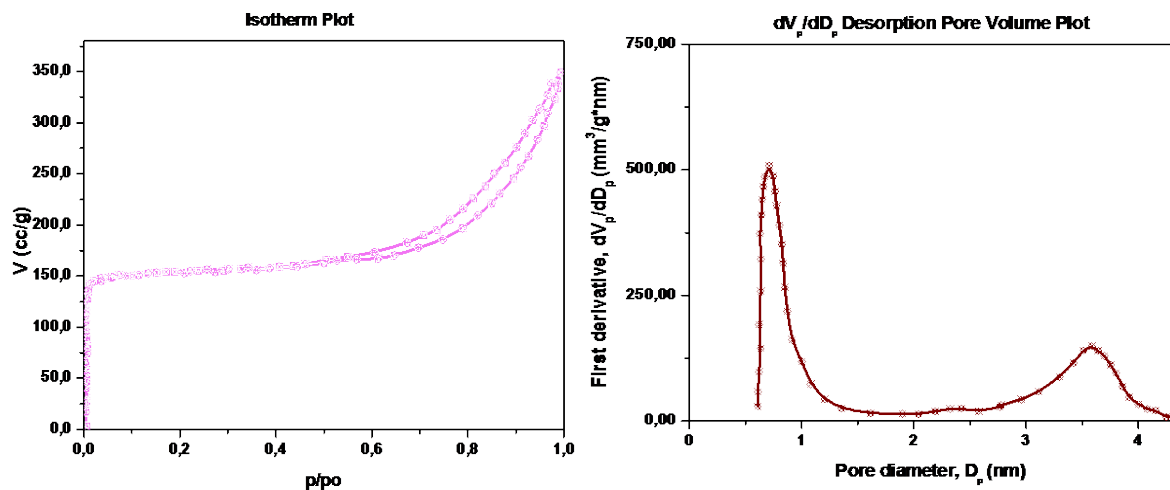 Isotherm Plot
350,0
300,0
250,0
200,0
150,0
100,0
50,0
0,0
V (cc/g)
0,0 0,2 0,4 0,6 0,8 1,0
p/po
dVp/dDp Desorption Pore Volume Plot
750,00
500,00
250,00
0,00
First derivative, dVp/dDp (mm³/g*nm)
0 1 2 3 4
Pore diameter, Dp (nm)